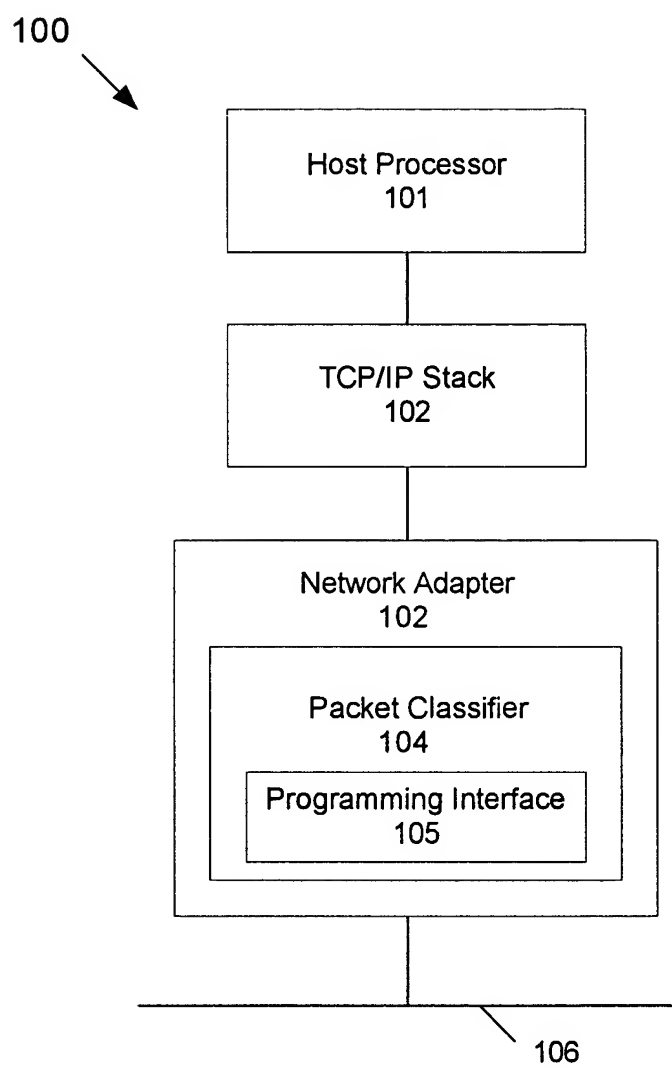 100
Host Processor
101
TCP/IP Stack
102
Network Adapter
102
Packet Classifier
104
Programming Interface
105
106